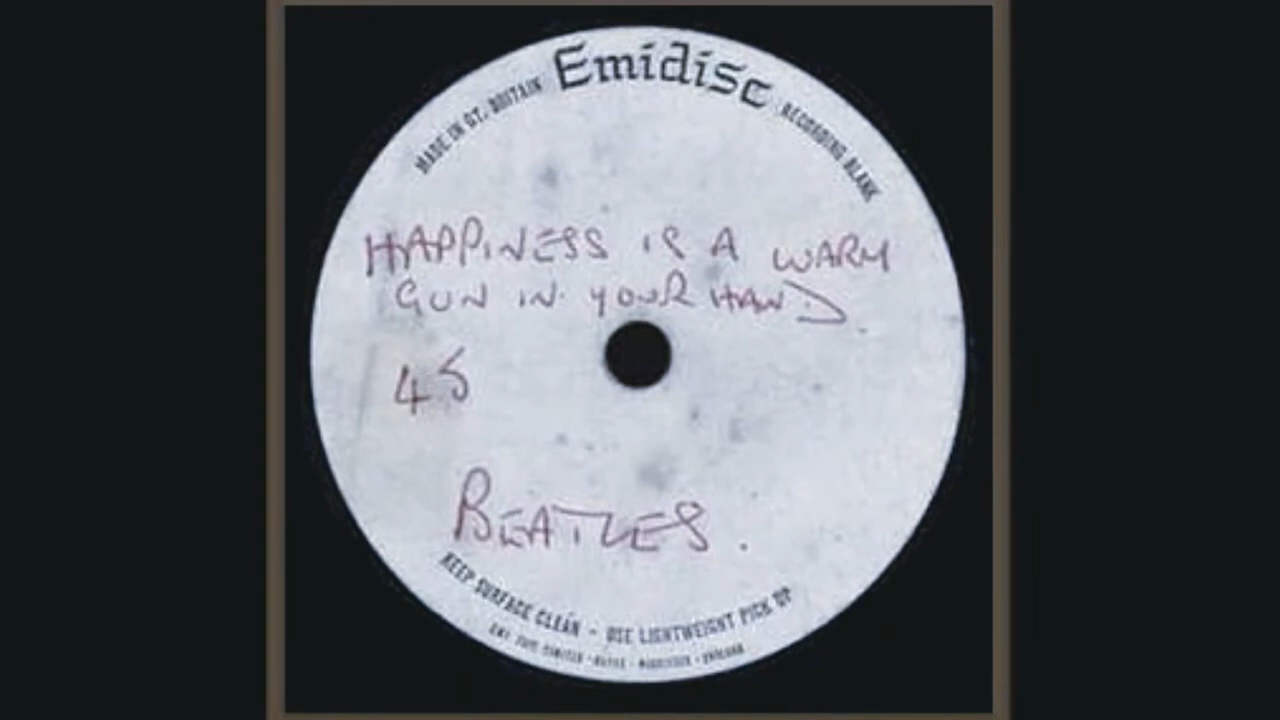 Emidisc
MADE IN GT. BRITAIN
RECORDING BLANK
HAPPINESS IS A WARM
GUN IN YOUR HAND.
45
BEATLES.
KEEP SURFACE CLEAN - USE LIGHTWEIGHT PICK UP